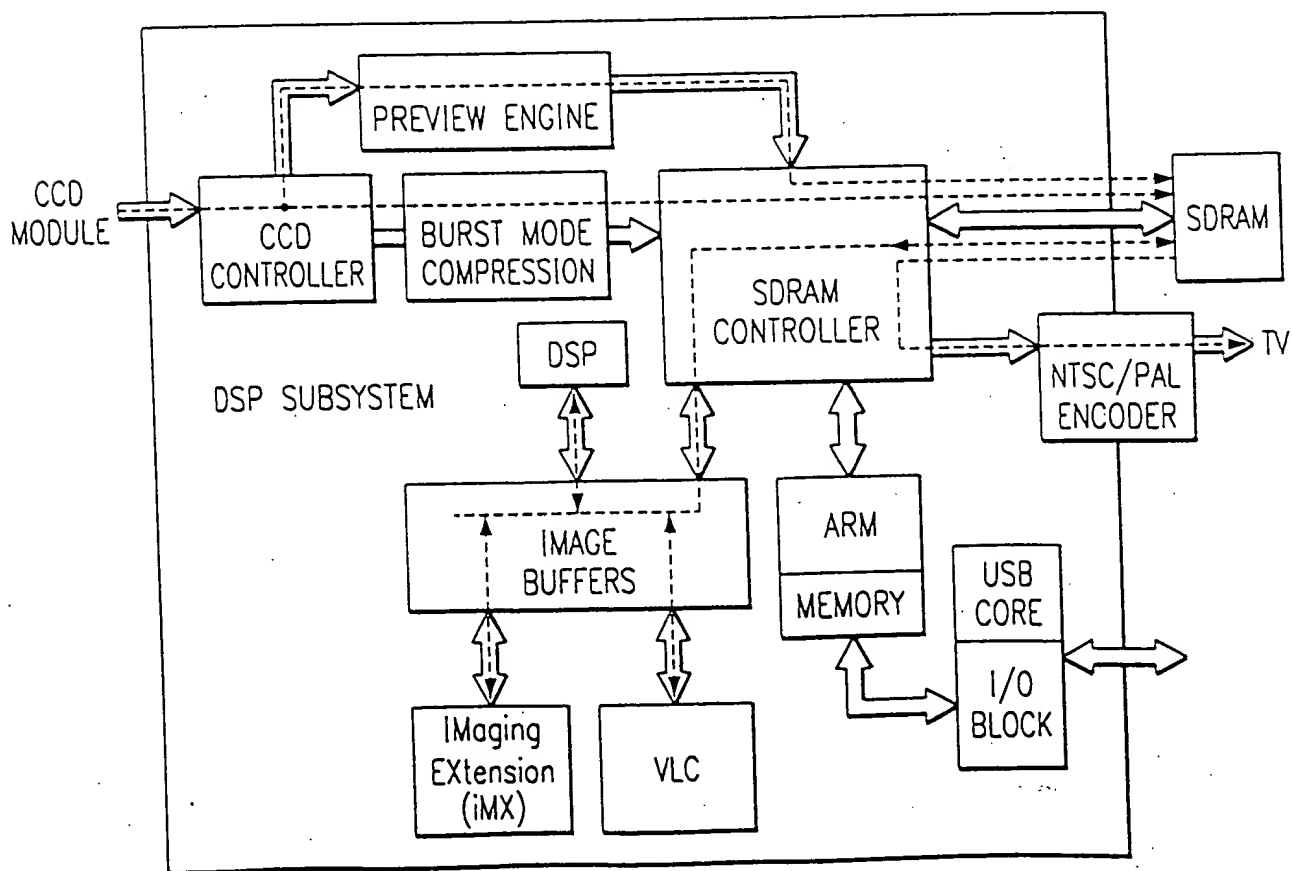 PREVIEW ENGINE
CCD
MODULE
CCD
CONTROLLER
BURST MODE
COMPRESSION
SDRAM
CONTROLLER
SDRAM
DSP
NTSC/PAL
ENCODER
TV
DSP SUBSYSTEM
IMAGE
BUFFERS
ARM
MEMORY
USB
CORE
I/O
BLOCK
IMaging
EXtension
(iMX)
VLC